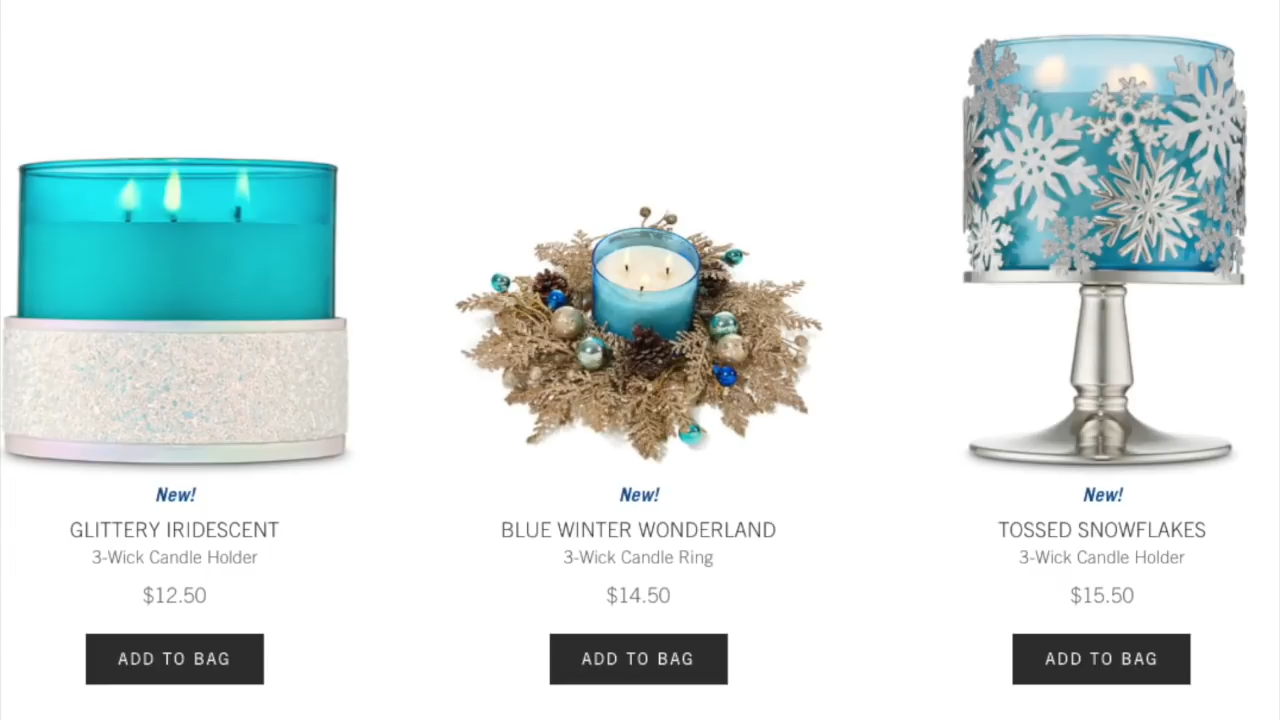 New!
GLITTERY IRIDESCENT
3-Wick Candle Holder
$12.50
ADD TO BAG
New!
BLUE WINTER WONDERLAND
3-Wick Candle Ring
$14.50
ADD TO BAG
New!
TOSSED SNOWFLAKES
3-Wick Candle Holder
$15.50
ADD TO BAG